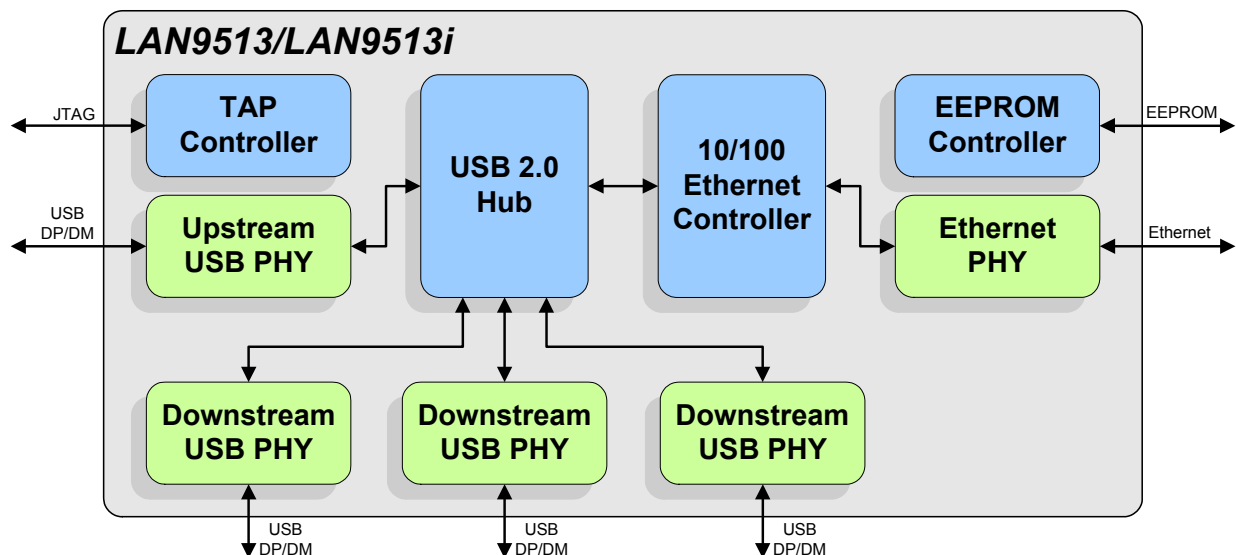 LAN9513/LAN9513i
JTAG
TAP
Controller
USB 2.0
Hub
10/100
Ethernet
Controller
EEPROM
Controller
EEPROM
USB
DP/DM
Upstream
USB PHY
Ethernet
PHY
Ethernet
Downstream
USB PHY
Downstream
USB PHY
Downstream
USB PHY
USB
DP/DM
USB
DP/DM
USB
DP/DM